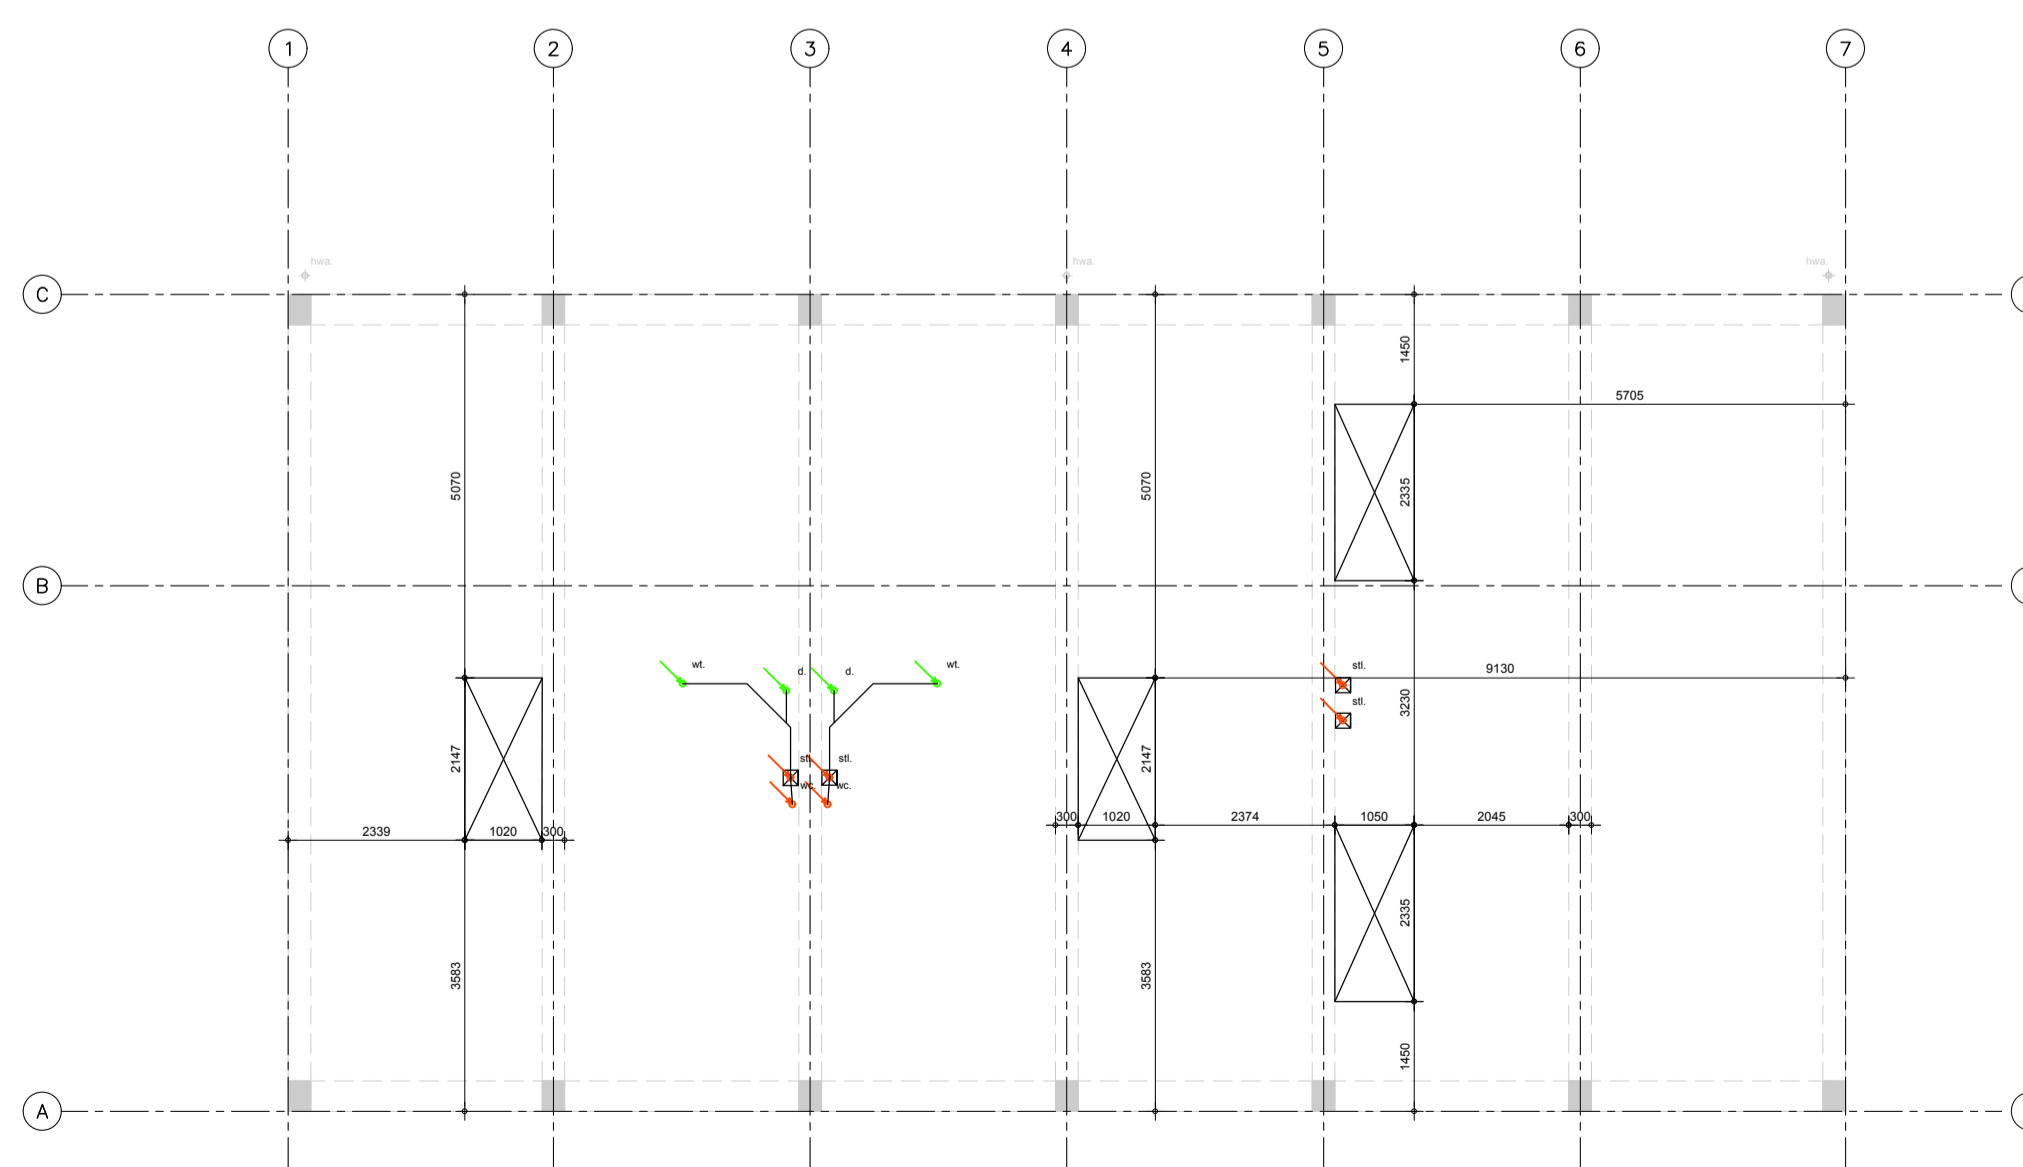 1 2 3 4 5 6 7
hwa. hwa. hwa.
C
1450
5705
5070 5070 2335
B
wt. d. d. wt. stl.
9130
stl. 3230
stl. stl.
2147 2147
wc. wc.
300 1020 2374 1050 2045 300
2339 1020 300
2335
3583 3583
1450
A